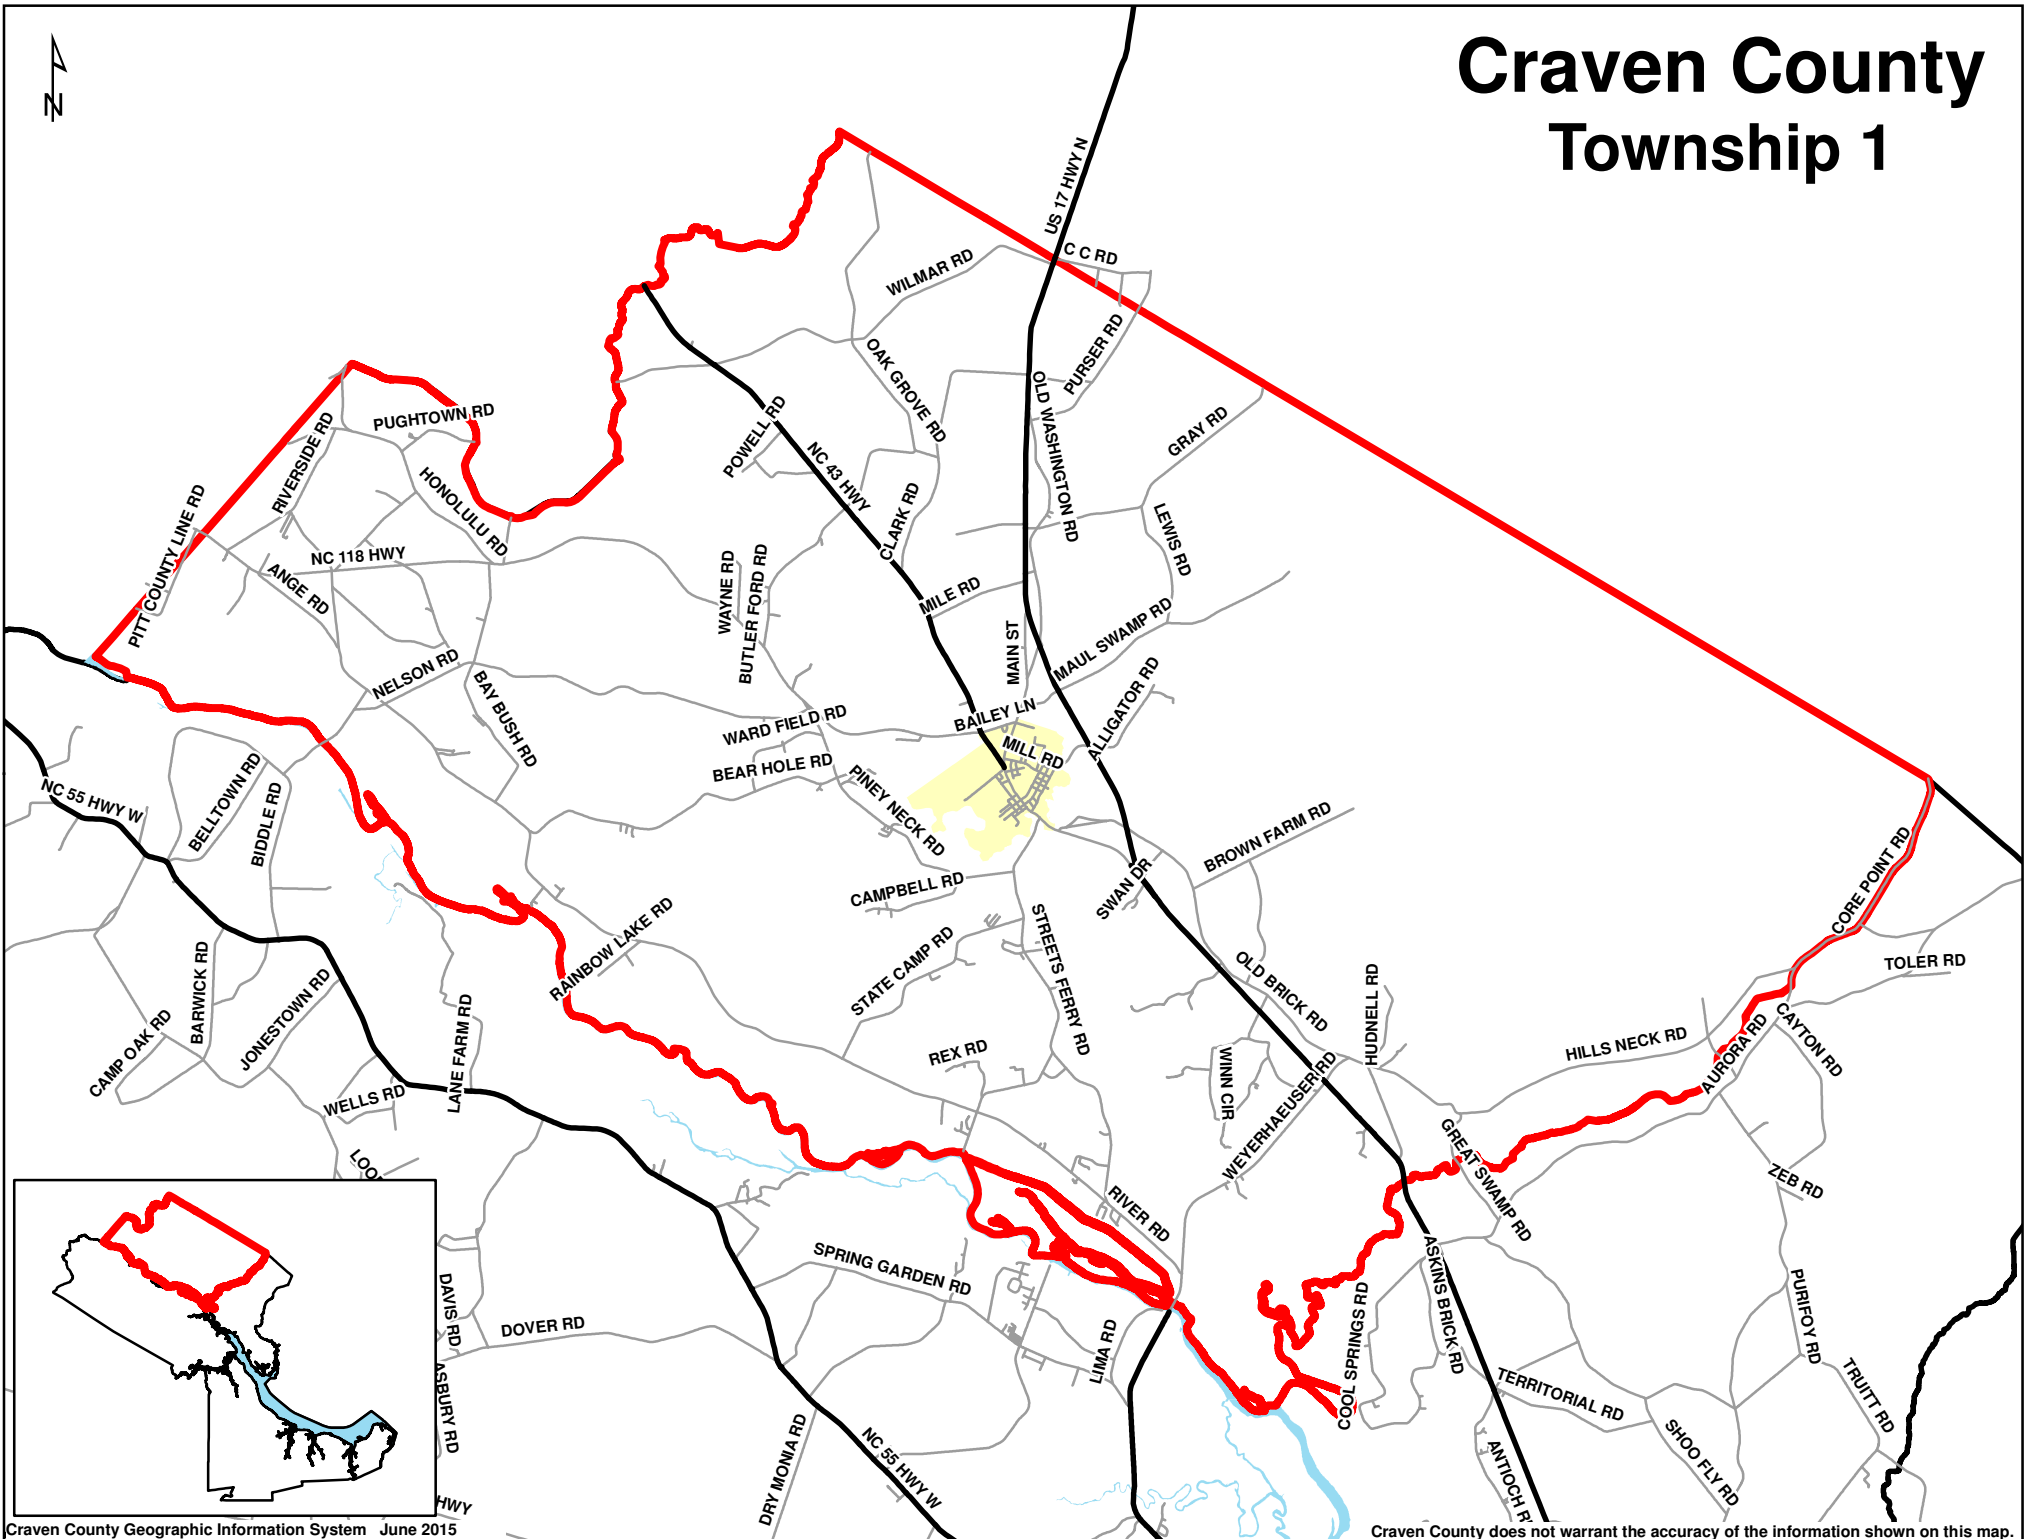 Craven County
Township 1
N
US 17 HWY N
C C RD
WILMAR RD
PURSER RD
OAK GROVE RD
OLD WASHINGTON RD
GRAY RD
POWELL RD
NC 43 HWY
PUGHTOWN RD
RIVERSIDE RD
HONOLULU RD
PITT COUNTY LINE RD
NC 118 HWY
ANGE RD
CLARK RD
LEWIS RD
WAYNE RD
BUTLER FORD RD
MILE RD
MAIN ST
MAUL SWAMP RD
ALLIGATOR RD
NELSON RD
BAY BUSH RD
WARD FIELD RD
BAILEY LN
MILL RD
BEAR HOLE RD
PINEY NECK RD
NC 55 HWY W
BELLTOWN RD
BIDDLE RD
BROWN FARM RD
CAMPBELL RD
SWAN DR
CORE POINT RD
RAINBOW LAKE RD
STATE CAMP RD
STREETS FERRY RD
OLD BRICK RD
HUDNELL RD
TOLER RD
BARWICK RD
JONESTOWN RD
CAMP OAK RD
LANE FARM RD
WELLS RD
REX RD
WINN CIR
WEYERHAEUSER RD
HILLS NECK RD
AURORA RD
CAYTON RD
GREAT SWAMP RD
ZEB RD
LOOP
RIVER RD
SPRING GARDEN RD
DAVIS RD
DOVER RD
LIMA RD
COOL SPRINGS RD
ASKINS BRICK RD
PURIFOY RD
TRUITT RD
TERRITORIAL RD
SHOO FLY RD
ASBURY RD
DRY MONIA RD
NC 55 HWY W
ANTIOCH R
HWY
Craven County Geographic Information System June 2015
Craven County does not warrant the accuracy of the information shown on this map.